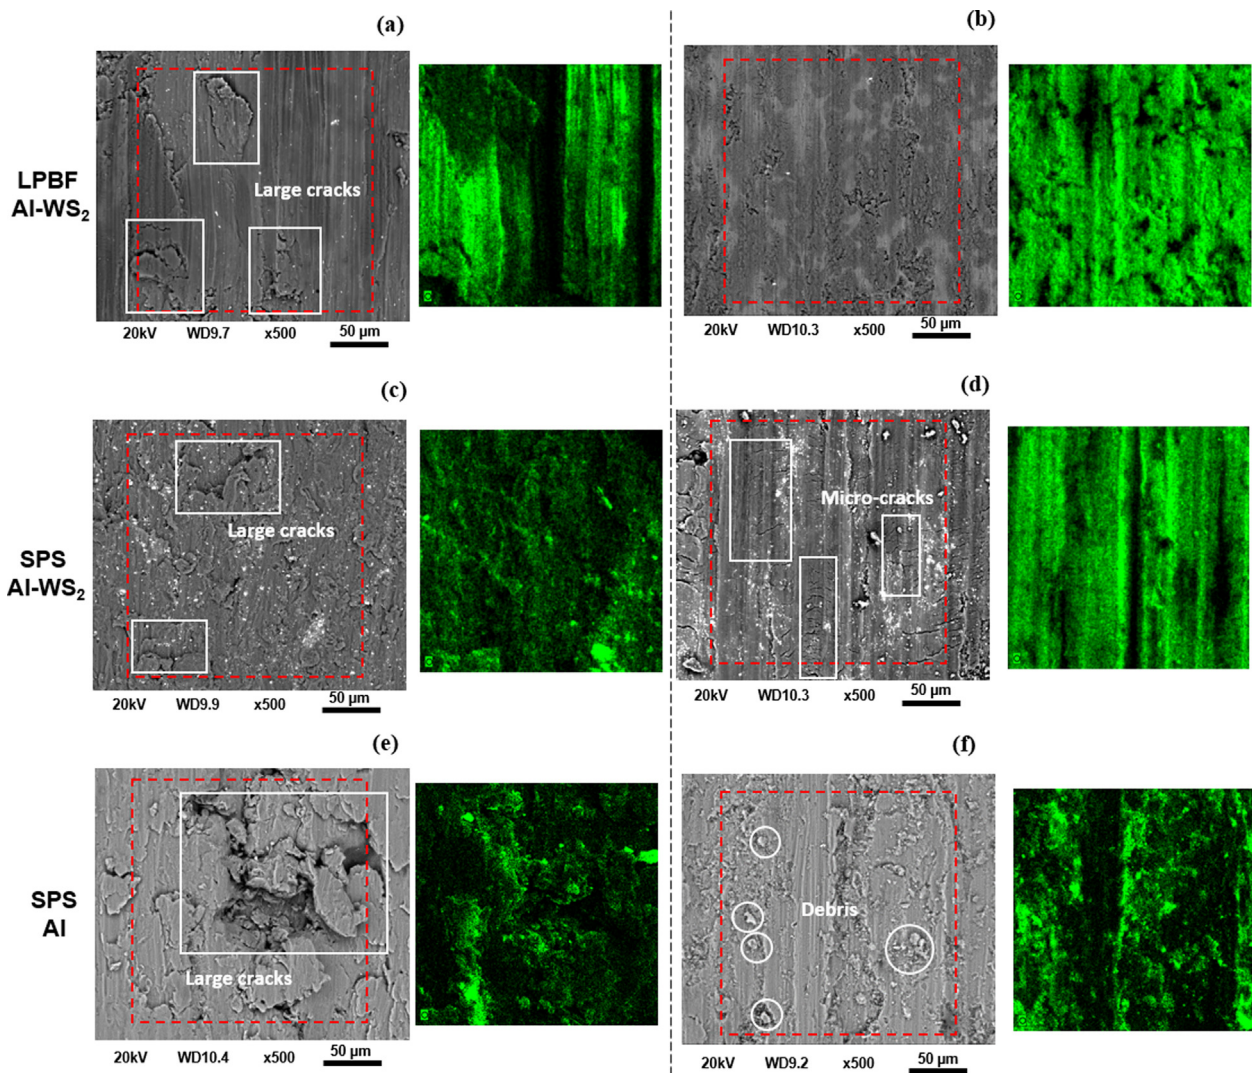 (a)
(b)
LPBF
Al-WS2
Large cracks
20kV WD9.7 x500 50 µm
20kV WD10.3 x500 50 µm
(c)
(d)
SPS
Al-WS2
Large cracks
Micro-cracks
20kV WD9.9 x500 50 µm
20kV WD10.3 x500 50 µm
(e)
(f)
SPS
Al
Large cracks
Debris
20kV WD10.4 x500 50 µm
20kV WD9.2 x500 50 µm